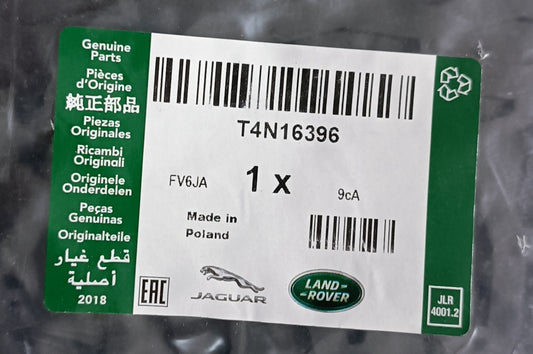 Genuine
Parts
Pièces
d'Origine
純正部品
Piezas
Originales
Ricambi
Originali
Originele
Onderdelen
Peças
Genuinas
Originalteile
قطع غيار
أصلية
2018
T4N16396
FV6JA
1 x
9cA
Made in
Poland
EAC
JAGUAR
LAND-
-ROVER
JLR
4001.2